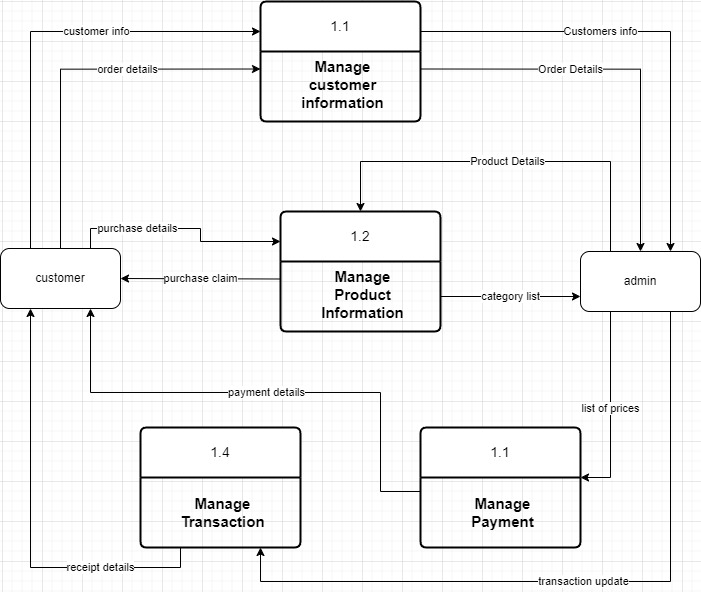 1.1
customer info
Customers info
order details
Manage
customer
information
Order Details
Product Details
purchase details
1.2
customer
purchase claim
Manage
Product
Information
category list
admin
payment details
list of prices
1.4
1.1
Manage
Transaction
Manage
Payment
receipt details
transaction update